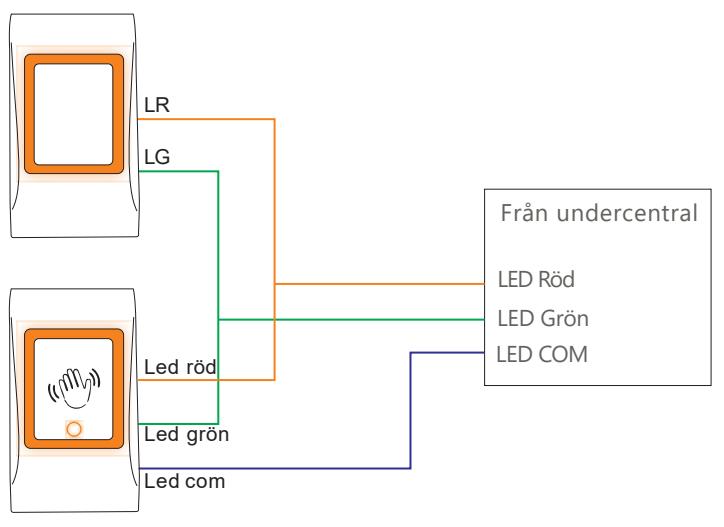 LR
LG
Från undercentral
LED Röd
LED Grön
LED COM
Led röd
Led grön
Led com